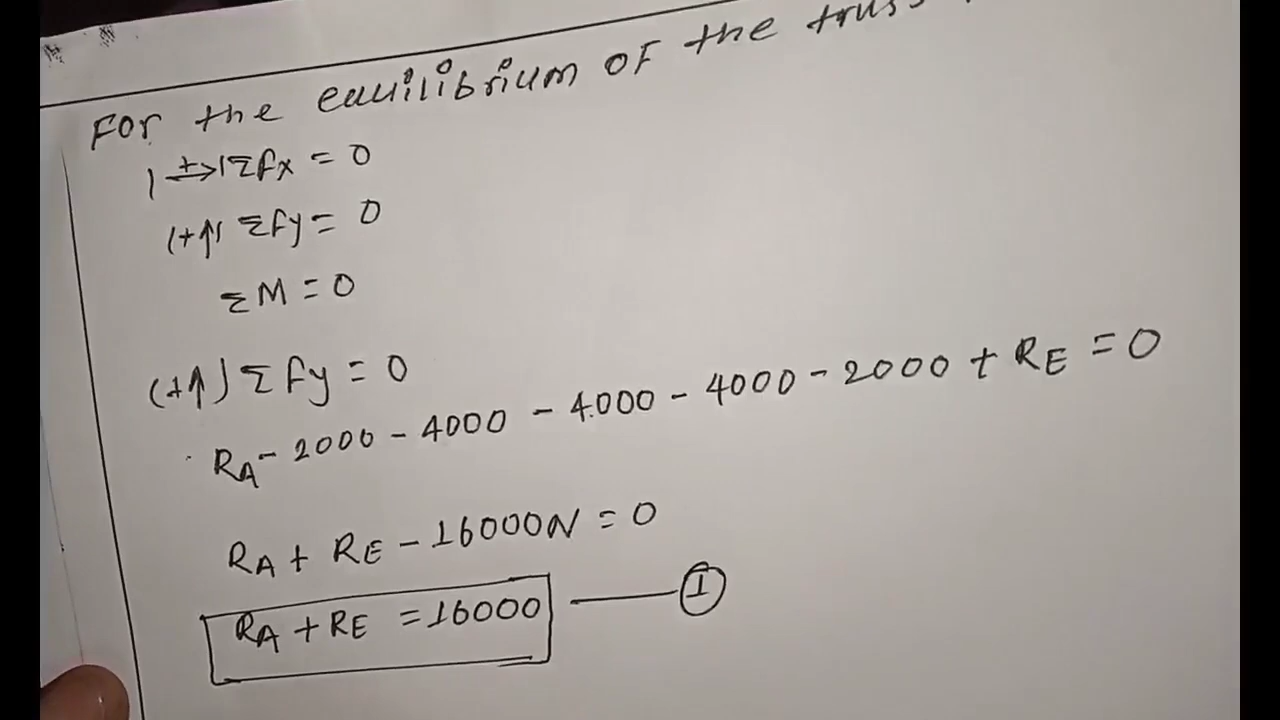 For the equilibrium of the truss
(+→) Σfx = 0
(+↑) Σfy = 0
ΣM = 0
(+↑) Σfy = 0
RA - 2000 - 4000 - 4000 - 4000 - 2000 + RE = 0
RA + RE - 16000N = 0
RA + RE = 16000 —— ①